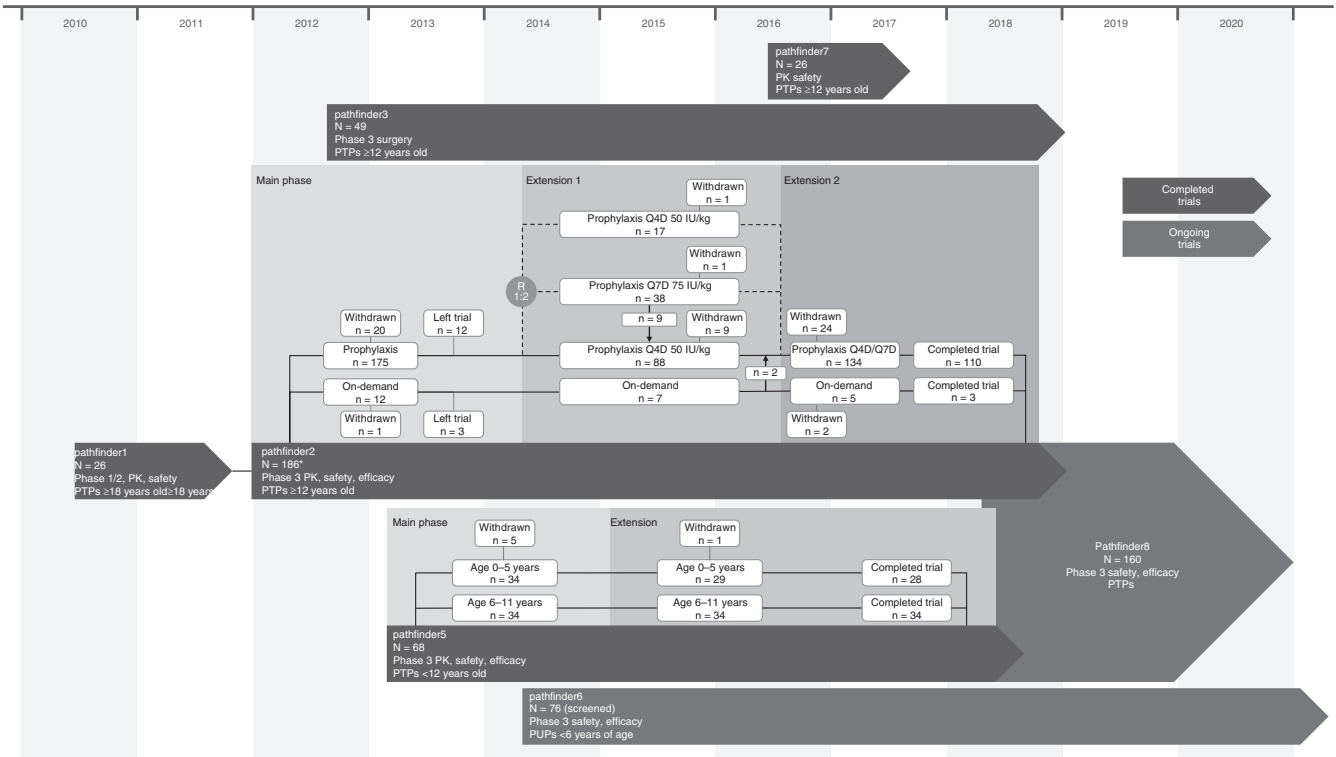 2010 2011 2012 2013 2014 2015 2016 2017 2018 2019 2020
pathfinder7
N = 26
PK safety
PTPs ≥12 years old
pathfinder3
N = 49
Phase 3 surgery
PTPs ≥12 years old
Main phase
Extension 1
Extension 2
Completed
trials
Ongoing
trials
Withdrawn
n = 1
Prophylaxis Q4D 50 IU/kg
n = 17
Withdrawn
n = 1
R
1:2
Prophylaxis Q7D 75 IU/kg
n = 38
n = 9
Withdrawn
n = 9
Withdrawn
n = 20
Left trial
n = 12
Withdrawn
n = 24
Prophylaxis
n = 175
Prophylaxis Q4D 50 IU/kg
n = 88
Prophylaxis Q4D/Q7D
n = 134
Completed trial
n = 110
n = 2
On-demand
n = 12
On-demand
n = 7
On-demand
n = 5
Completed trial
n = 3
Withdrawn
n = 1
Left trial
n = 3
Withdrawn
n = 2
pathfinder1
N = 26
Phase 1/2, PK, safety
PTPs ≥18 years old≥18 years
pathfinder2
N = 186*
Phase 3 PK, safety, efficacy
PTPs ≥12 years old
Main phase
Extension
Withdrawn
n = 5
Withdrawn
n = 1
Age 0–5 years
n = 34
Age 0–5 years
n = 29
Completed trial
n = 28
Age 6–11 years
n = 34
Age 6–11 years
n = 34
Completed trial
n = 34
Pathfinder8
N = 160
Phase 3 safety, efficacy
PTPs
pathfinder5
N = 68
Phase 3 PK, safety, efficacy
PTPs <12 years old
pathfinder6
N = 76 (screened)
Phase 3 safety, efficacy
PUPs <6 years of age